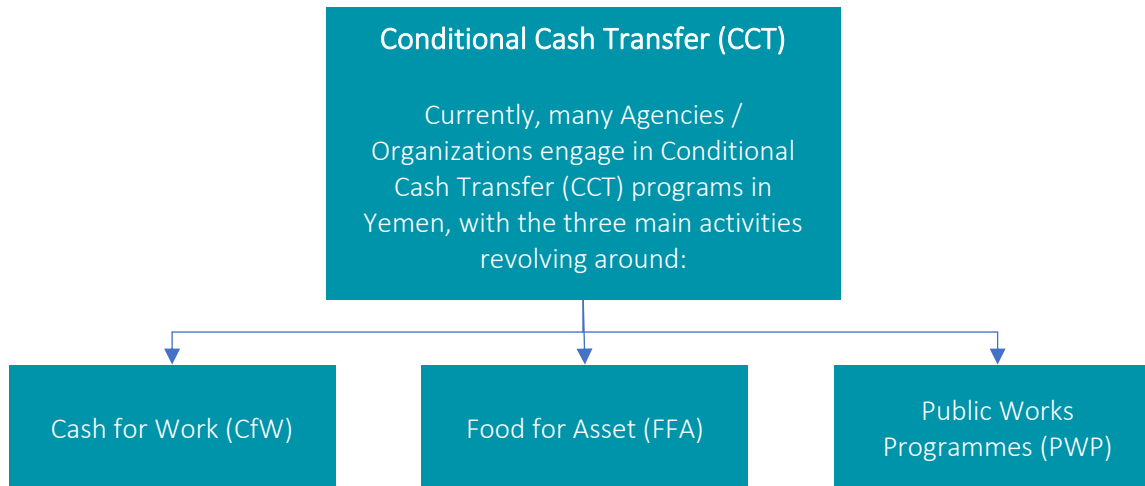 Conditional Cash Transfer (CCT)
Currently, many Agencies /
Organizations engage in Conditional
Cash Transfer (CCT) programs in
Yemen, with the three main activities
revolving around:
Cash for Work (CfW)
Food for Asset (FFA)
Public Works
Programmes (PWP)